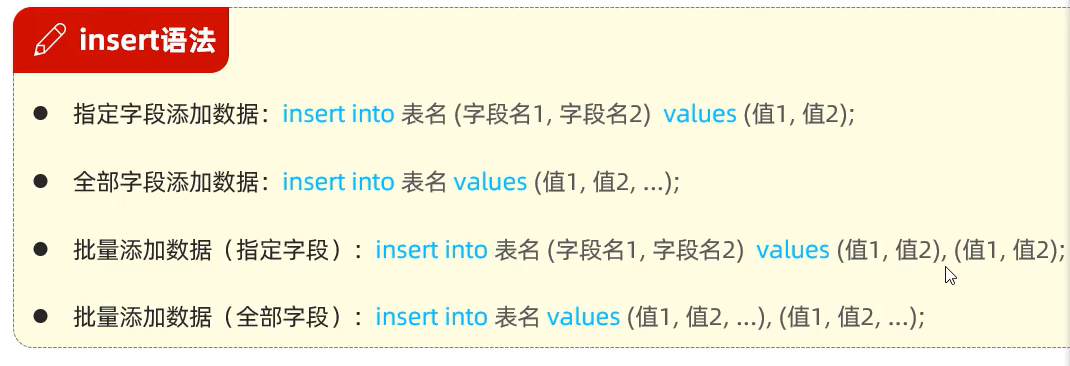 insert语法
指定字段添加数据：insert into 表名 (字段名1, 字段名2)  values (值1, 值2);
全部字段添加数据：insert into 表名 values (值1, 值2, ...);
批量添加数据（指定字段）：insert into 表名 (字段名1, 字段名2)  values (值1, 值2), (值1, 值2);
批量添加数据（全部字段）：insert into 表名 values (值1, 值2, ...), (值1, 值2, ...);